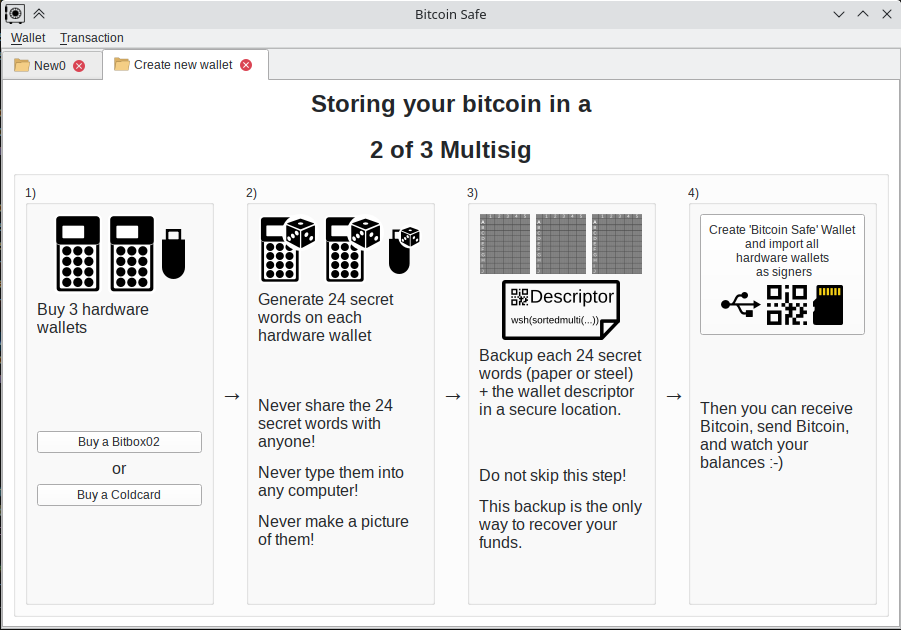 Bitcoin Safe
Wallet Transaction
New0 Create new wallet
Storing your bitcoin in a
2 of 3 Multisig
1)
Buy 3 hardware
wallets
Buy a Bitbox02
or
Buy a Coldcard
→
2)
Generate 24 secret
words on each
hardware wallet
Never share the 24
secret words with
anyone!
Never type them into
any computer!
Never make a picture
of them!
→
3)
Descriptor
wsh(sortedmulti(...))
Backup each 24 secret
words (paper or steel)
+ the wallet descriptor
in a secure location.
Do not skip this step!
This backup is the only
way to recover your
funds.
→
4)
Create 'Bitcoin Safe' Wallet
and import all
hardware wallets
as signers
Then you can receive
Bitcoin, send Bitcoin,
and watch your
balances :-)